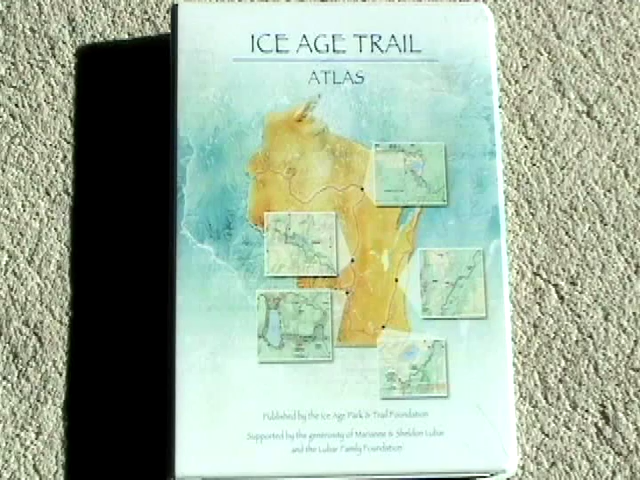 ICE AGE TRAIL
ATLAS
Published by the Ice Age Park & Trail Foundation
Supported by the generosity of Marianne & Sheldon Lubar
and the Lubar Family Foundation